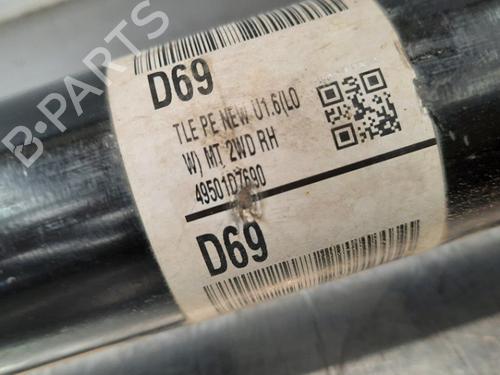 D69
TLE PE NEW U1.6(LO
W) MT, 2WD RH
49501D7690
D69
B-PARTS